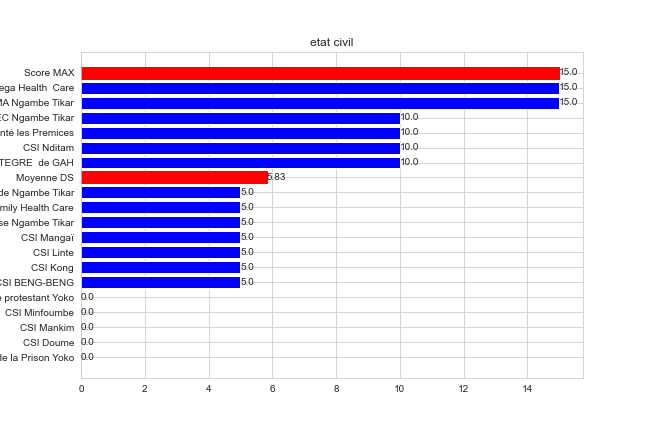 etat civil
Score MAX 15.0
ega Health Care 15.0
MA Ngambe Tikar 15.0
EC Ngambe Tikar 10.0
nté les Premices 10.0
CSI Nditam 10.0
TEGRE de GAH 10.0
Moyenne DS 5.83
de Ngambe Tikar 5.0
mily Health Care 5.0
se Ngambe Tikar 5.0
CSI Mangaï 5.0
CSI Linte 5.0
CSI Kong 5.0
CSI BENG-BENG 5.0
e protestant Yoko 0.0
CSI Minfoumbe 0.0
CSI Mankim 0.0
CSI Doume 0.0
de la Prison Yoko 0.0
0 2 4 6 8 10 12 14